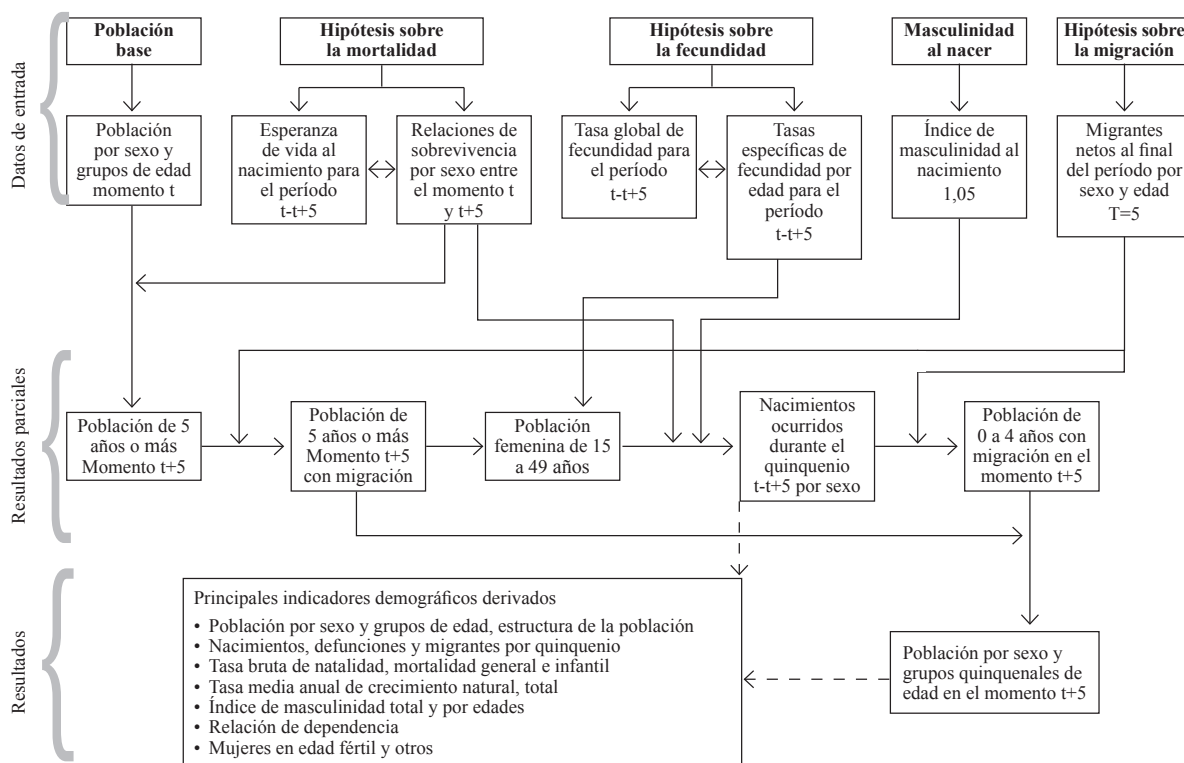 Datos de entrada
Población
base
Hipótesis sobre
la mortalidad
Hipótesis sobre
la fecundidad
Masculinidad
al nacer
Hipótesis sobre
la migración
Población
por sexo y
grupos de edad
momento t
Esperanza
de vida al
nacimiento para
el período
t-t+5
Relaciones de
sobrevivencia
por sexo entre
el momento t
y t+5
Tasa global de
fecundidad para
el período
t-t+5
Tasas
específicas de
fecundidad por
edad para el
período
t-t+5
Índice de
masculinidad al
nacimiento
1,05
Migrantes
netos al final
del período por
sexo y edad
T=5
Resultados parciales
Población de 5
años o más
Momento t+5
Población de
5 años o más
Momento t+5
con migración
Población
femenina de 15
a 49 años
Nacimientos
ocurridos
durante el
quinquenio
t-t+5 por sexo
Población de
0 a 4 años con
migración en el
momento t+5
Resultados
Principales indicadores demográficos derivados
• Población por sexo y grupos de edad, estructura de la población
• Nacimientos, defunciones y migrantes por quinquenio
• Tasa bruta de natalidad, mortalidad general e infantil
• Tasa media anual de crecimiento natural, total
• Índice de masculinidad total y por edades
• Relación de dependencia
• Mujeres en edad fértil y otros
Población por sexo y
grupos quinquenales de
edad en el momento t+5